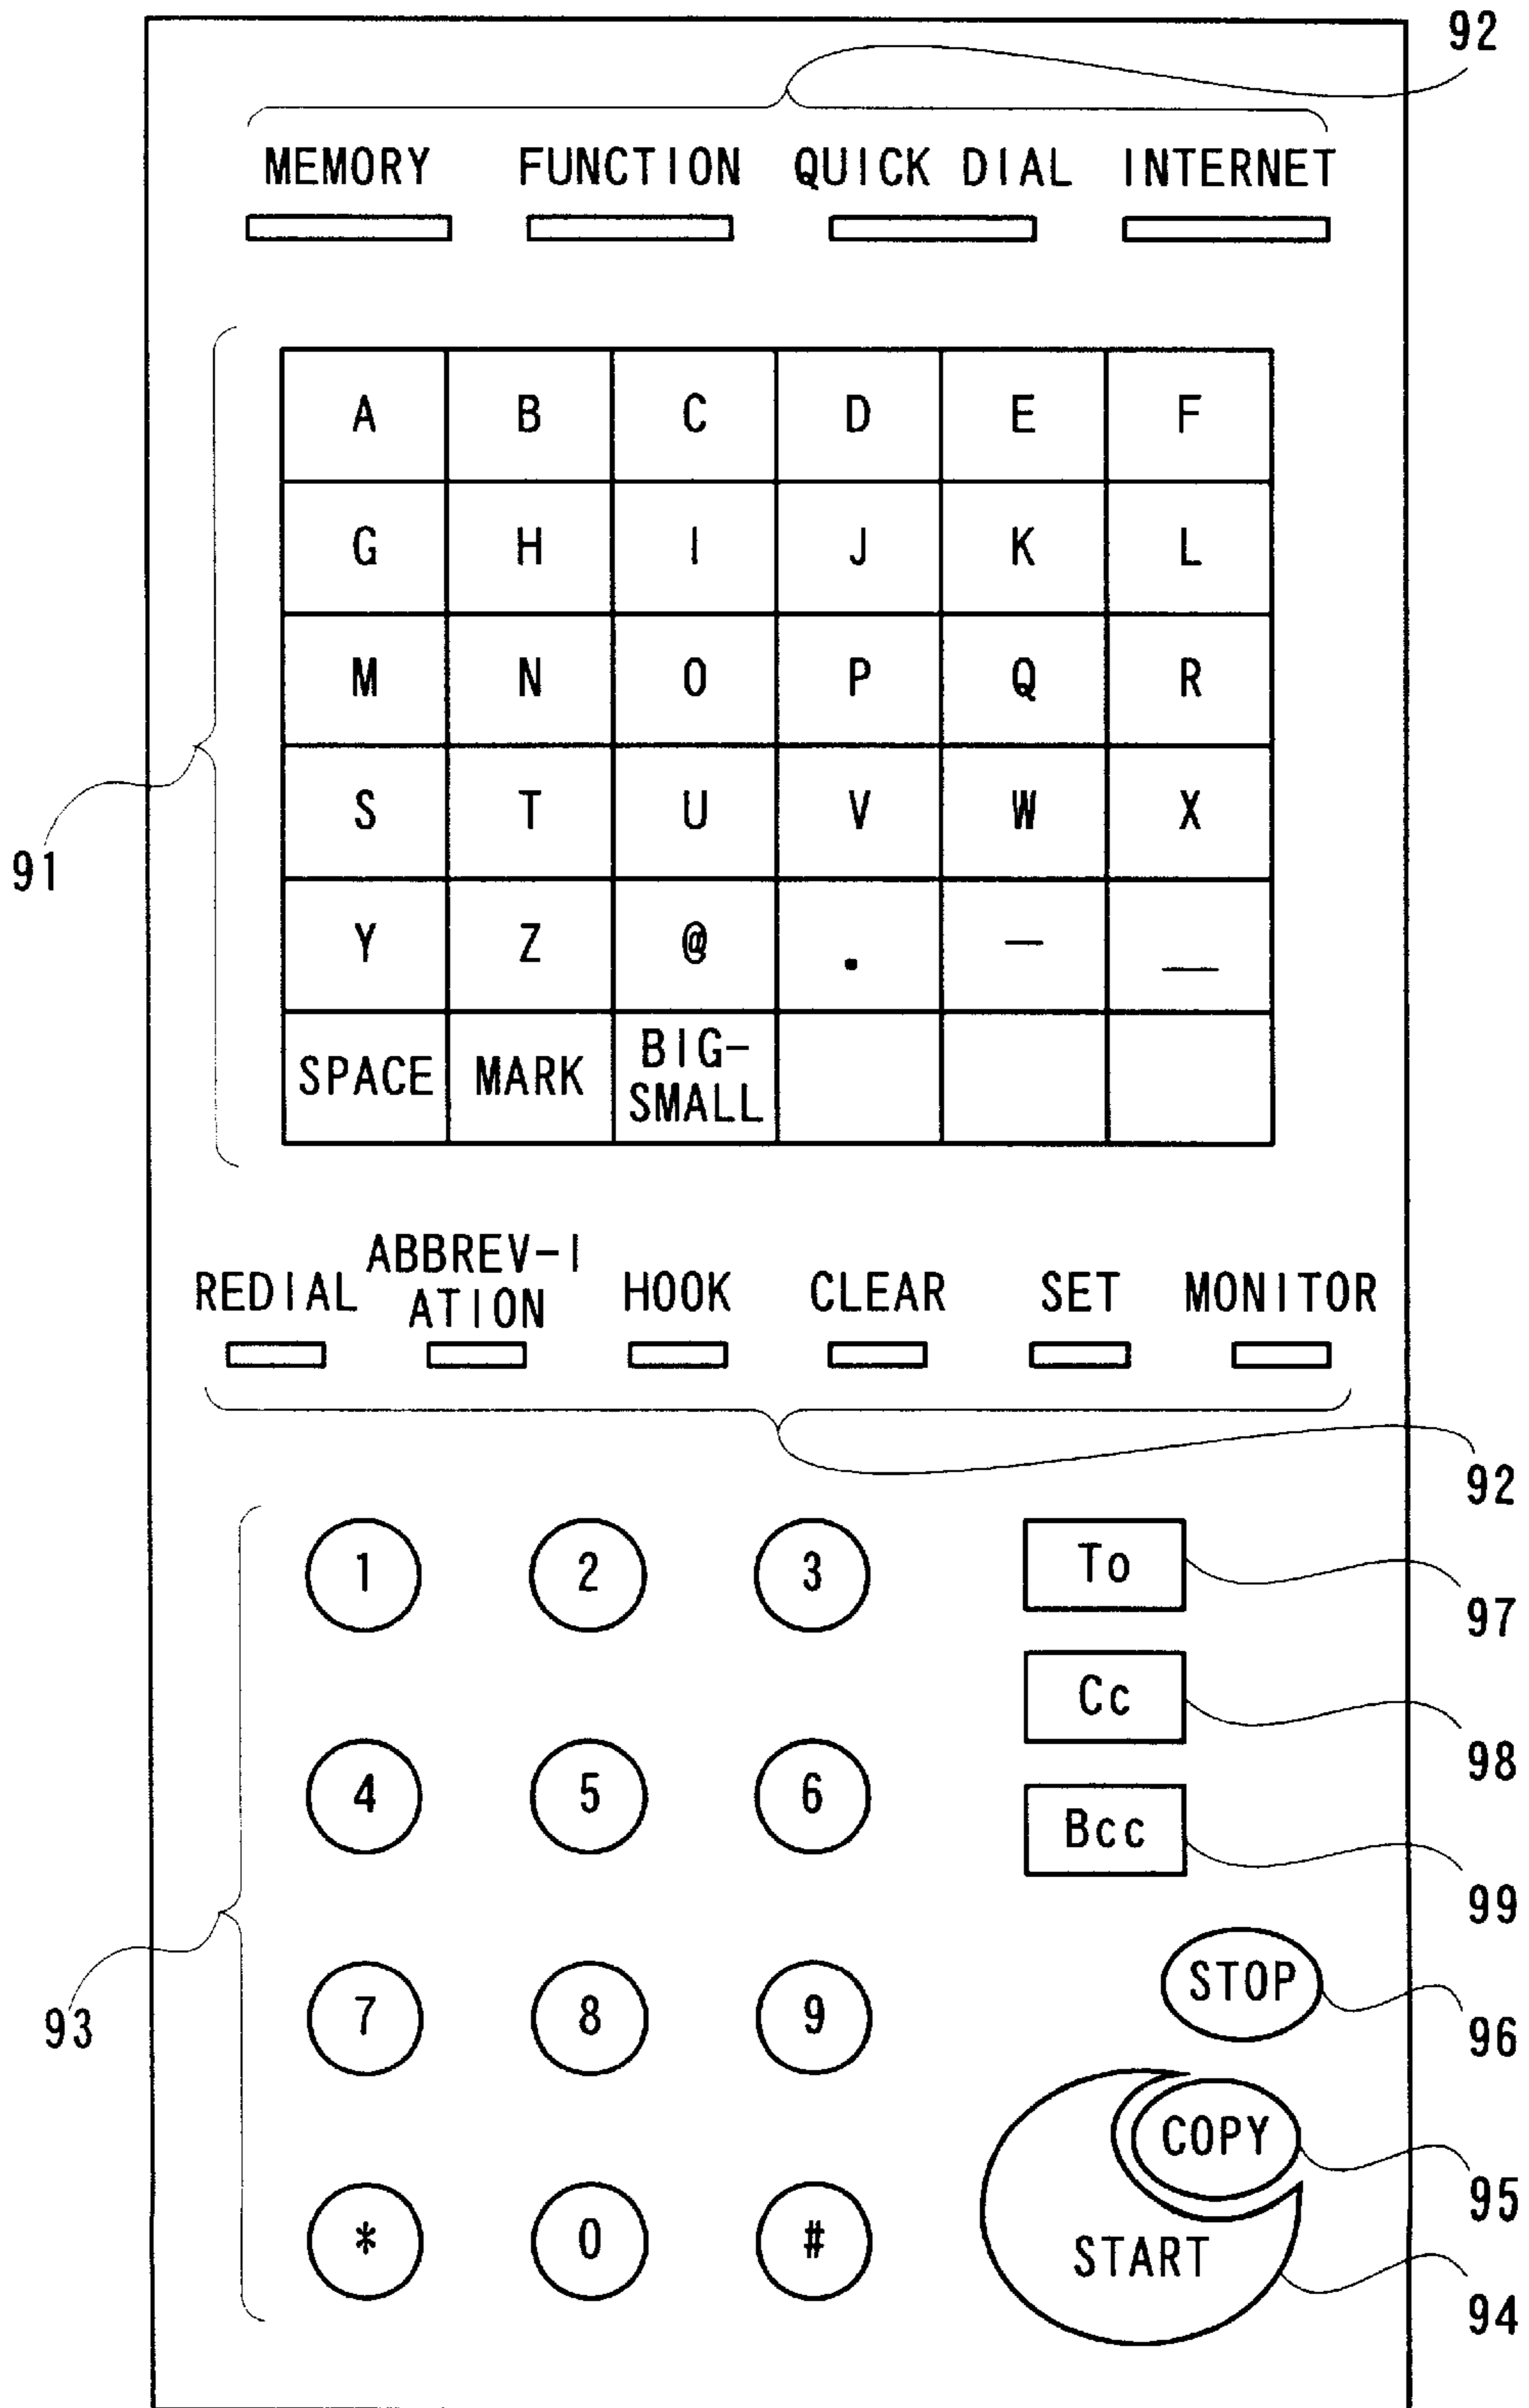 92
MEMORY FUNCTION QUICK DIAL INTERNET
A B C D E F
G H I J K L
M N O P Q R
S T U V W X
91
Y Z @ . — _
SPACE MARK BIG-
SMALL
REDIAL ABBREV-I
ATION HOOK CLEAR SET MONITOR
92
1 2 3 To
97
Cc
98
4 5 6
Bcc
99
STOP
93
7 8 9
96
COPY
95
* 0 #
START
94